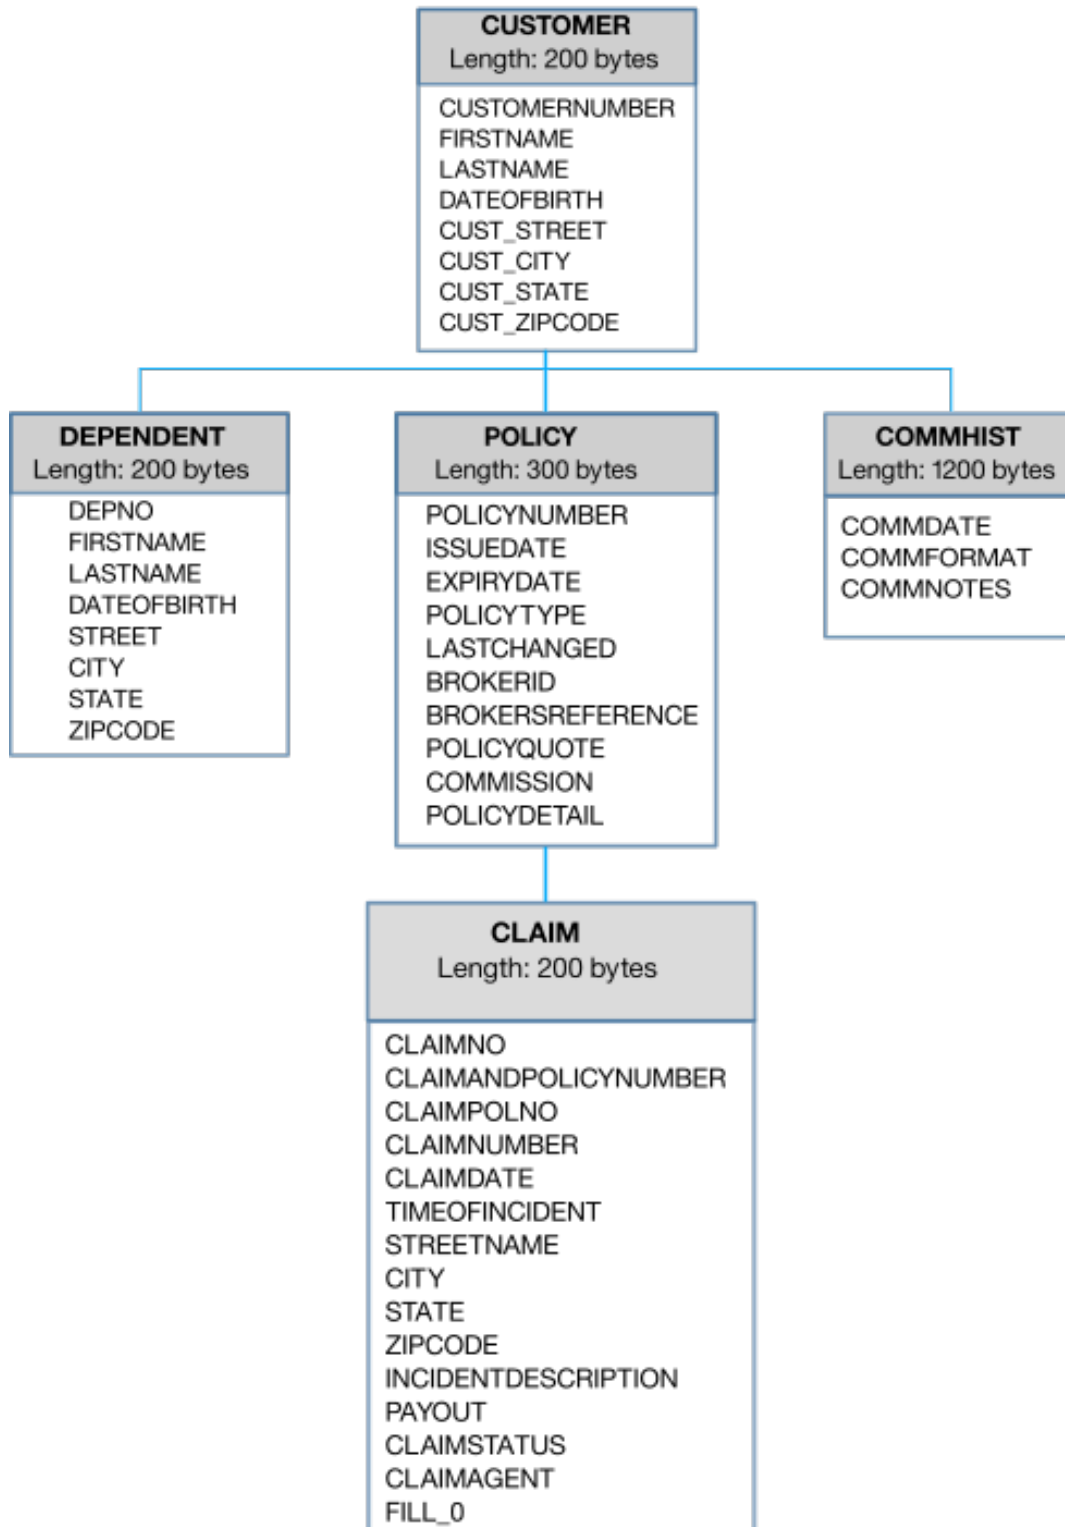 CUSTOMER
Length: 200 bytes
CUSTOMERNUMBER
FIRSTNAME
LASTNAME
DATEOFBIRTH
CUST_STREET
CUST_CITY
CUST_STATE
CUST_ZIPCODE
DEPENDENT
Length: 200 bytes
DEPNO
FIRSTNAME
LASTNAME
DATEOFBIRTH
STREET
CITY
STATE
ZIPCODE
POLICY
Length: 300 bytes
POLICYNUMBER
ISSUEDATE
EXPIRYDATE
POLICYTYPE
LASTCHANGED
BROKERID
BROKERSREFERENCE
POLICYQUOTE
COMMISSION
POLICYDETAIL
COMMHIST
Length: 1200 bytes
COMMDATE
COMMFORMAT
COMMNOTES
CLAIM
Length: 200 bytes
CLAIMNO
CLAIMANDPOLICYNUMBER
CLAIMPOLNO
CLAIMNUMBER
CLAIMDATE
TIMEOFINCIDENT
STREETNAME
CITY
STATE
ZIPCODE
INCIDENTDESCRIPTION
PAYOUT
CLAIMSTATUS
CLAIMAGENT
FILL_0